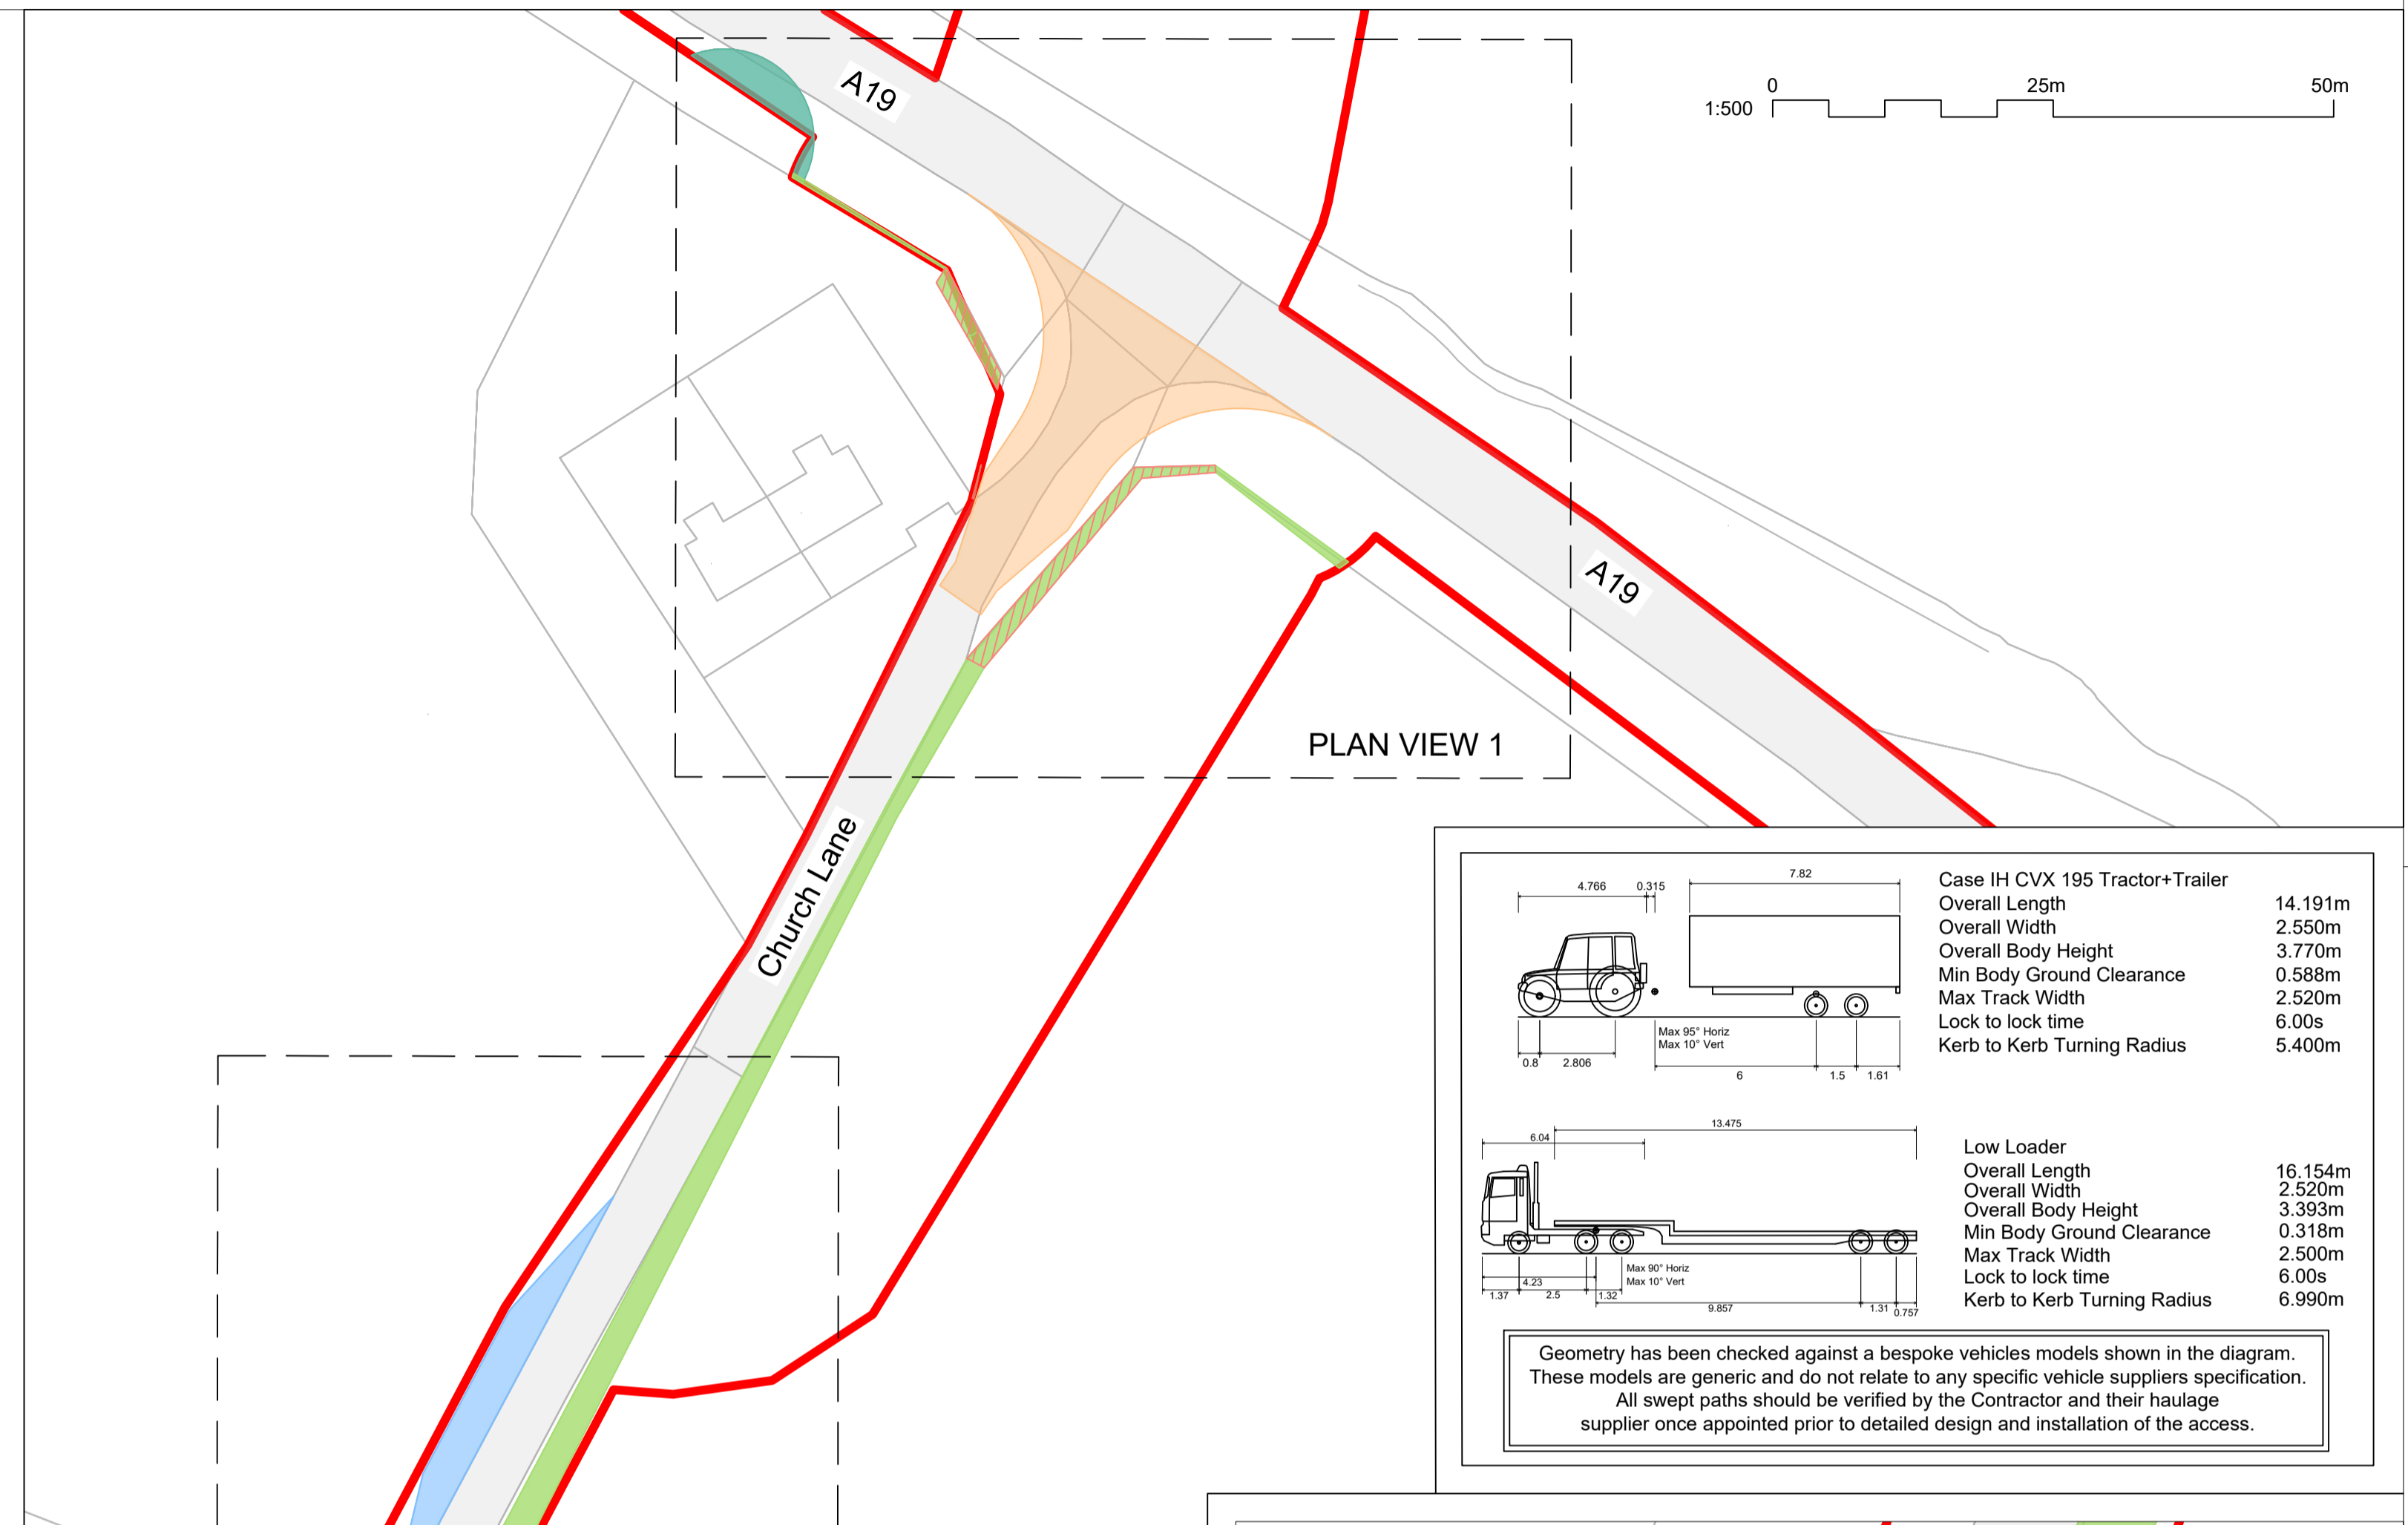 A19
0 25m 50m
1:500
A19
PLAN VIEW 1
Church Lane
4.766 0.315 7.82
Max 95° Horiz
Max 10° Vert
0.8 2.806 6 1.5 1.61
Case IH CVX 195 Tractor+Trailer
Overall Length 14.191m
Overall Width 2.550m
Overall Body Height 3.770m
Min Body Ground Clearance 0.588m
Max Track Width 2.520m
Lock to lock time 6.00s
Kerb to Kerb Turning Radius 5.400m
13.475
6.04
Max 90° Horiz
Max 10° Vert
4.23
1.37 2.5 1.32 9.857 1.31 0.757
Low Loader
Overall Length 16.154m
Overall Width 2.520m
Overall Body Height 3.393m
Min Body Ground Clearance 0.318m
Max Track Width 2.500m
Lock to lock time 6.00s
Kerb to Kerb Turning Radius 6.990m
Geometry has been checked against a bespoke vehicles models shown in the diagram.
These models are generic and do not relate to any specific vehicle suppliers specification.
All swept paths should be verified by the Contractor and their haulage
supplier once appointed prior to detailed design and installation of the access.